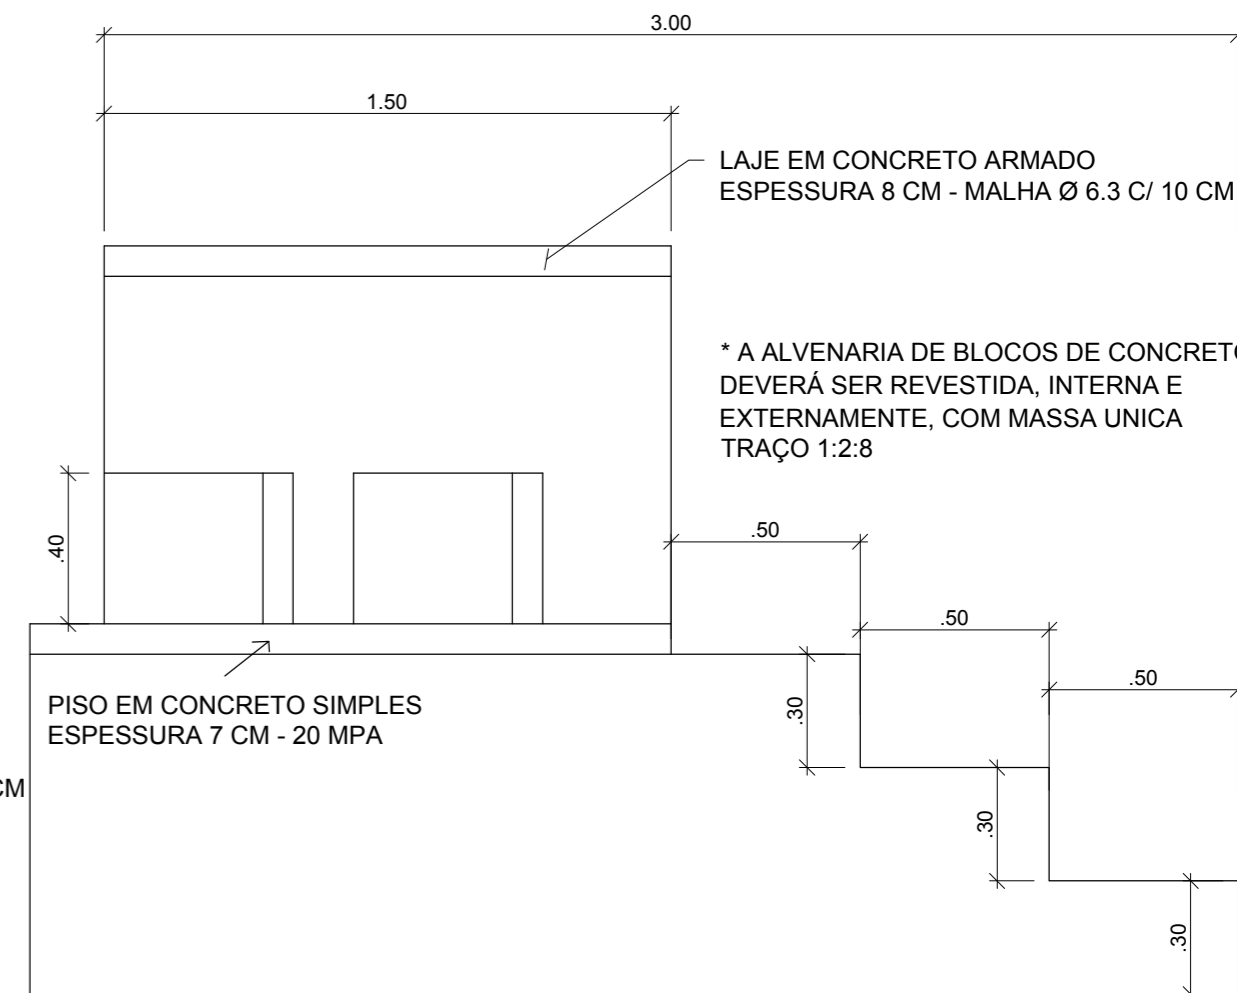 3.00
1.50
LAJE EM CONCRETO ARMADO
ESPESSURA 8 CM - MALHA Ø 6.3 C/ 10 CM
* A ALVENARIA DE BLOCOS DE CONCRETO
DEVERÁ SER REVESTIDA, INTERNA E
EXTERNAMENTE, COM MASSA UNICA
TRAÇO 1:2:8
.40
.50
.50
.50
PISO EM CONCRETO SIMPLES
ESPESSURA 7 CM - 20 MPA
.30
CM
.30
.30